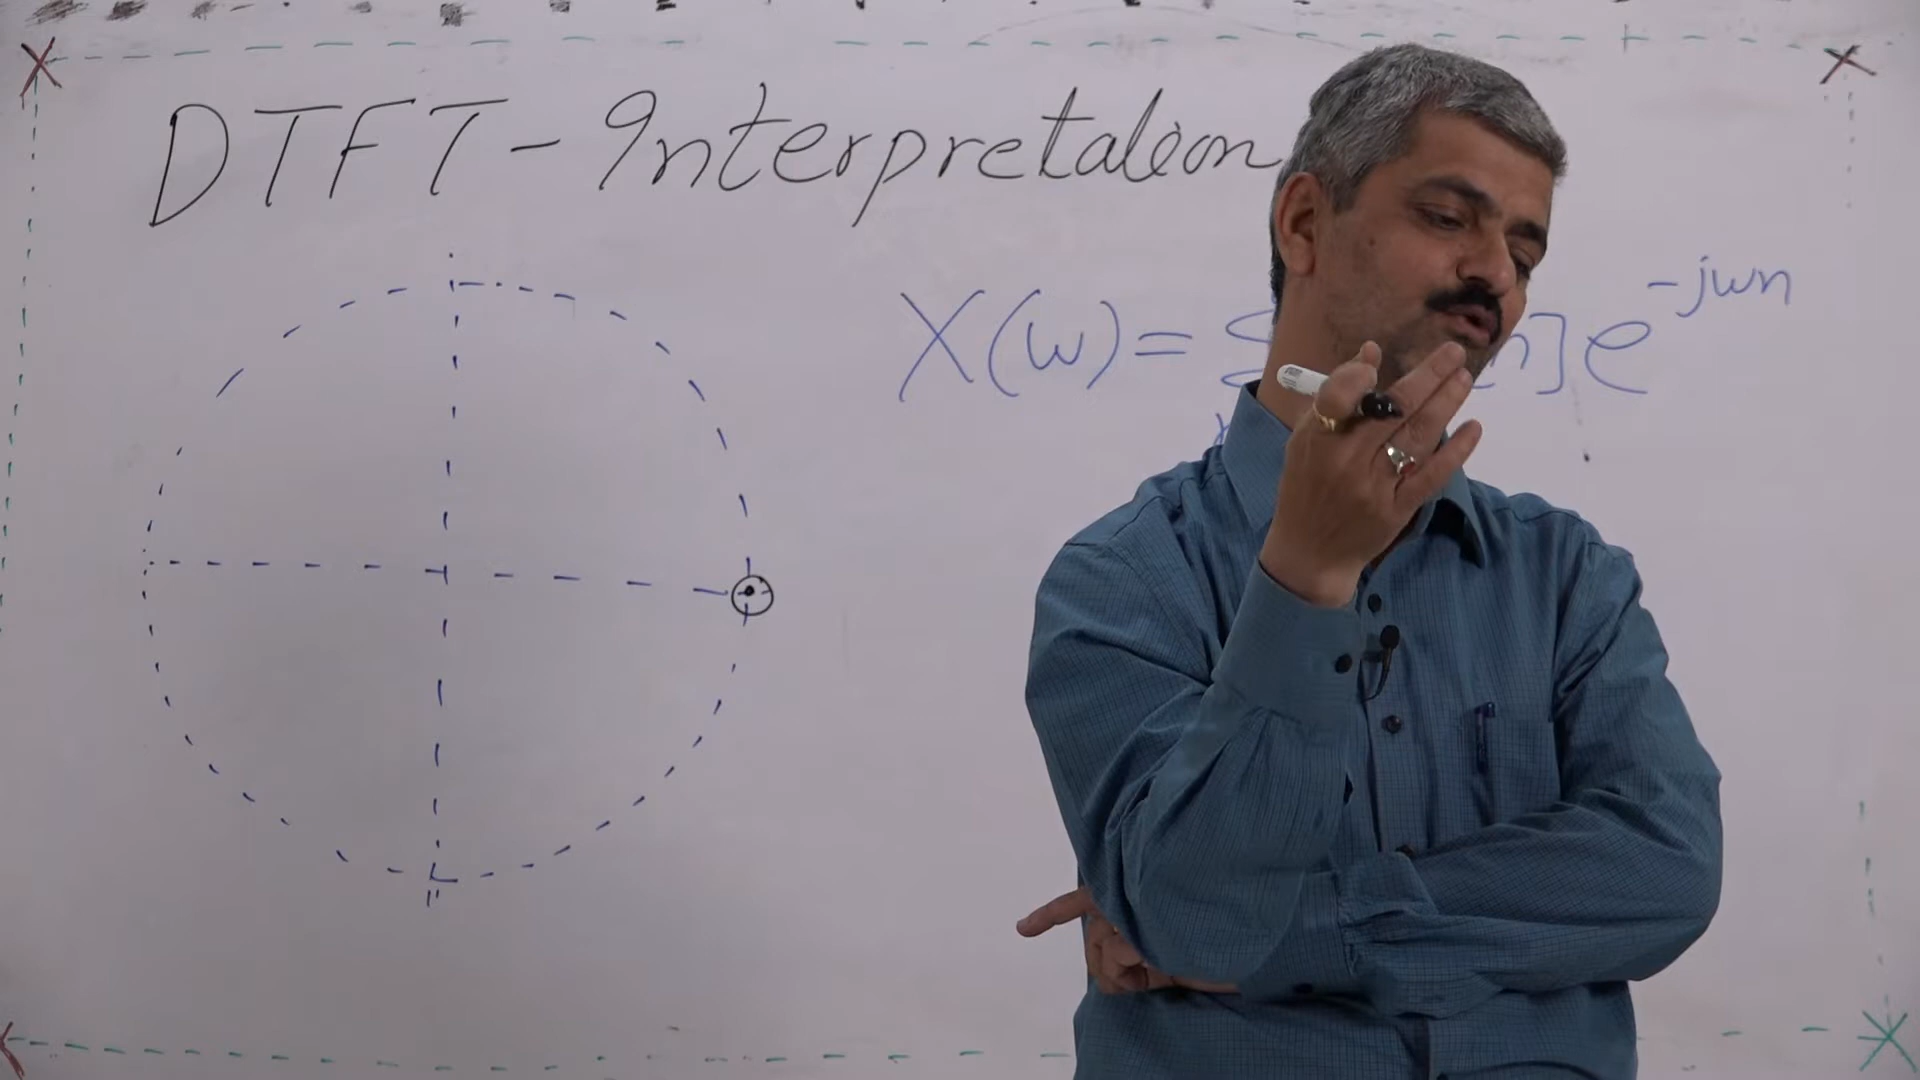 DTFT - Interpretation
X(w) = Σ n] e^-jwn